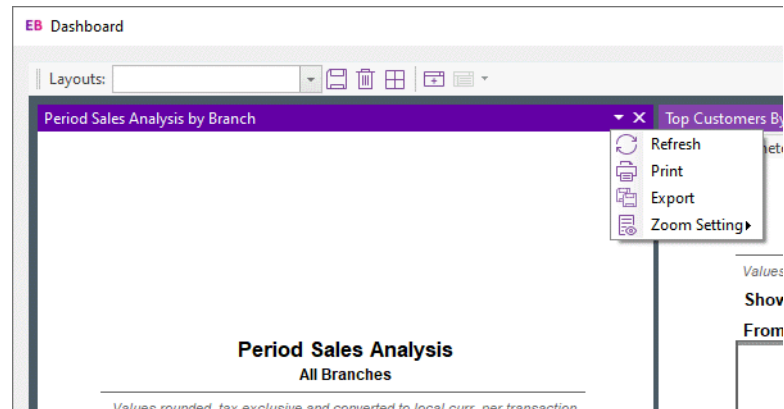 EB Dashboard
Layouts:
Period Sales Analysis by Branch
Top Customers By
Refresh
Print
Export
Zoom Setting
Period Sales Analysis
All Branches
Values rounded, tax exclusive and converted to local curr. per transaction
Values
Show
From